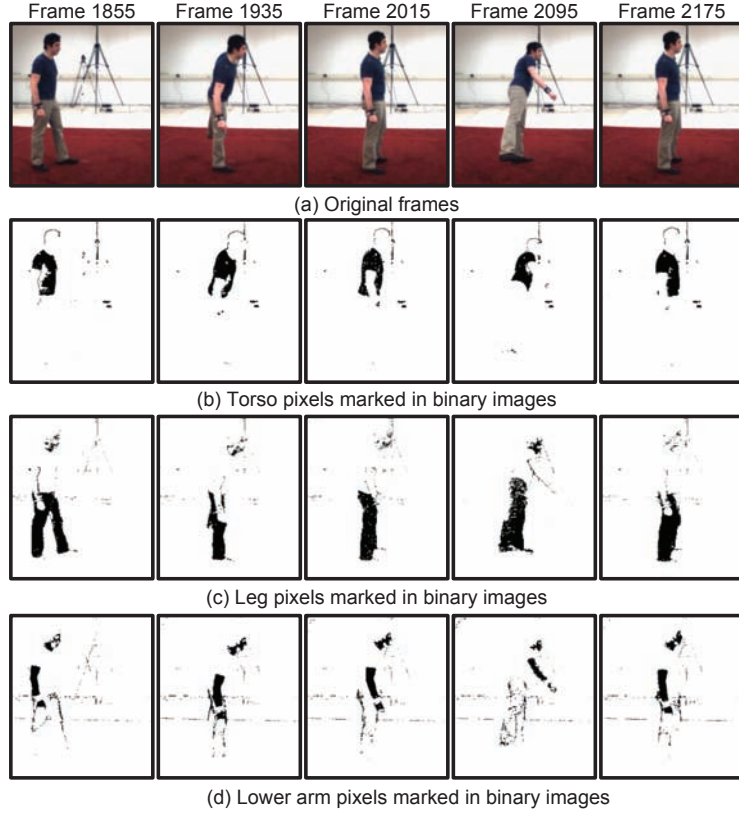 Frame 1855 Frame 1935 Frame 2015 Frame 2095 Frame 2175
(a) Original frames
(b) Torso pixels marked in binary images
(c) Leg pixels marked in binary images
(d) Lower arm pixels marked in binary images